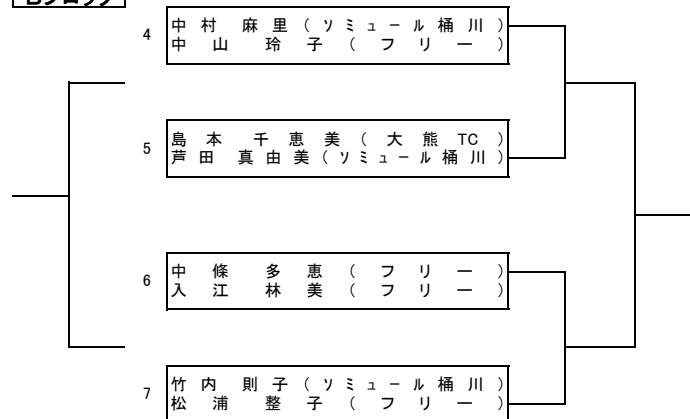 Bブロック
4
中村 麻里(ソミュール桶川)
中山 玲子(フリー)
5
島本 千恵美(大熊TC)
芦田 真由美(ソミュール桶川)
6
中條 多恵(フリー)
入江 林美(フリー)
7
竹内 則子(ソミュール桶川)
松浦 整子(フリー)